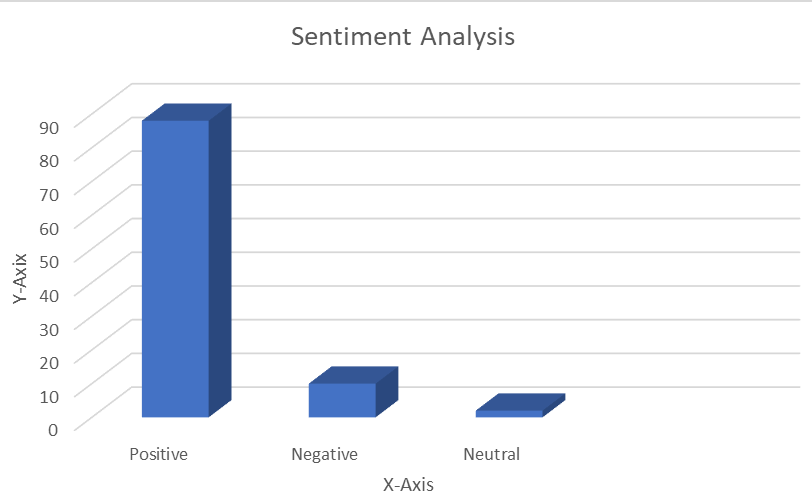 Sentiment Analysis
90
80
70
60
50
40
30
20
10
0
Y-Axix
Positive
Negative
Neutral
X-Axis